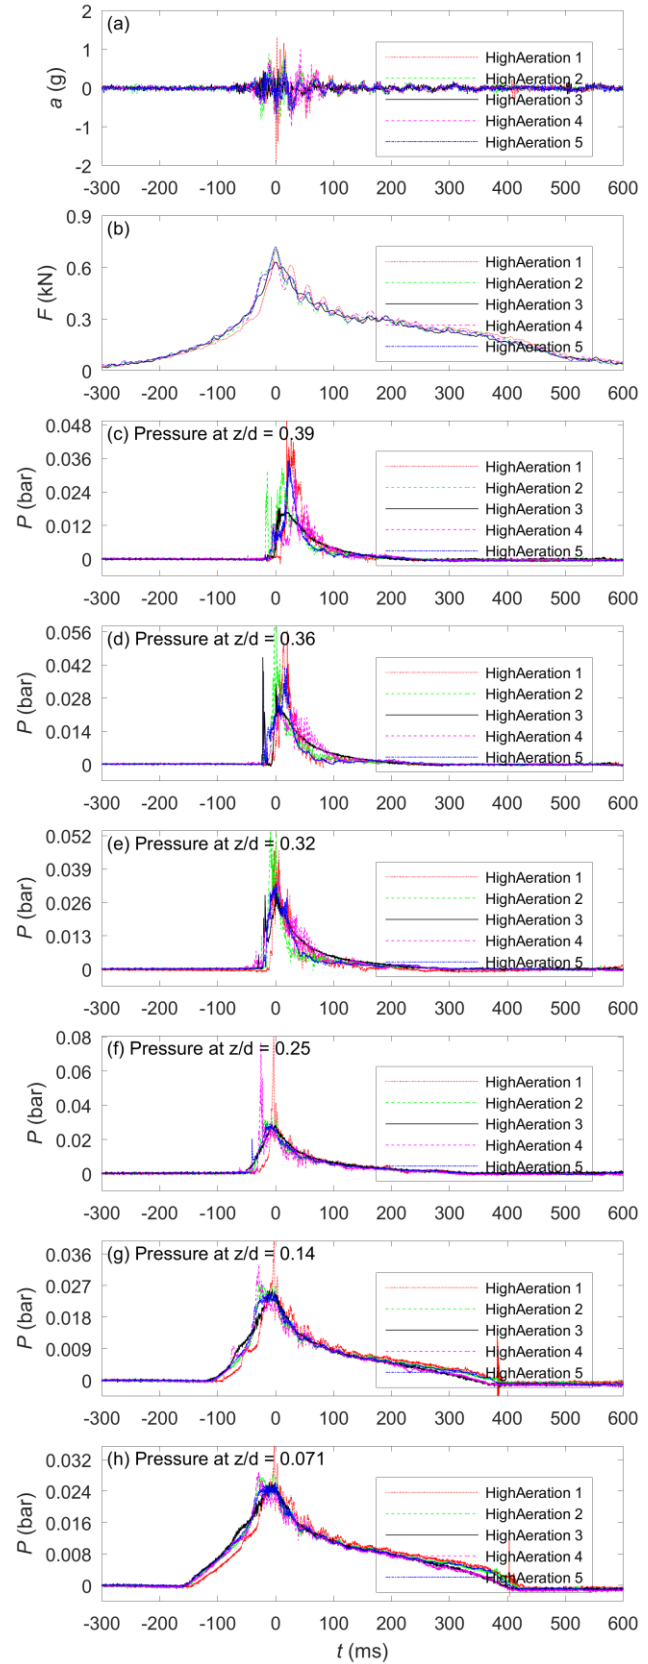 (a)
2
1
0
-1
-2
a (g)
HighAeration 1
HighAeration 2
HighAeration 3
HighAeration 4
HighAeration 5
-300 -200 -100 0 100 200 300 400 500 600
(b)
0.9
0.6
0.3
0
F (kN)
HighAeration 1
HighAeration 2
HighAeration 3
HighAeration 4
HighAeration 5
-300 -200 -100 0 100 200 300 400 500 600
(c) Pressure at z/d = 0.39
0.048
0.036
0.024
0.012
0
P (bar)
HighAeration 1
HighAeration 2
HighAeration 3
HighAeration 4
HighAeration 5
-300 -200 -100 0 100 200 300 400 500 600
(d) Pressure at z/d = 0.36
0.056
0.042
0.028
0.014
0
P (bar)
HighAeration 1
HighAeration 2
HighAeration 3
HighAeration 4
HighAeration 5
-300 -200 -100 0 100 200 300 400 500 600
(e) Pressure at z/d = 0.32
0.052
0.039
0.026
0.013
0
P (bar)
HighAeration 1
HighAeration 2
HighAeration 3
HighAeration 4
HighAeration 5
-300 -200 -100 0 100 200 300 400 500 600
(f) Pressure at z/d = 0.25
0.08
0.06
0.04
0.02
0
P (bar)
HighAeration 1
HighAeration 2
HighAeration 3
HighAeration 4
HighAeration 5
-300 -200 -100 0 100 200 300 400 500 600
(g) Pressure at z/d = 0.14
0.036
0.027
0.018
0.009
0
P (bar)
HighAeration 1
HighAeration 2
HighAeration 3
HighAeration 4
HighAeration 5
-300 -200 -100 0 100 200 300 400 500 600
(h) Pressure at z/d = 0.071
0.032
0.024
0.016
0.008
0
P (bar)
HighAeration 1
HighAeration 2
HighAeration 3
HighAeration 4
HighAeration 5
-300 -200 -100 0 100 200 300 400 500 600
t (ms)